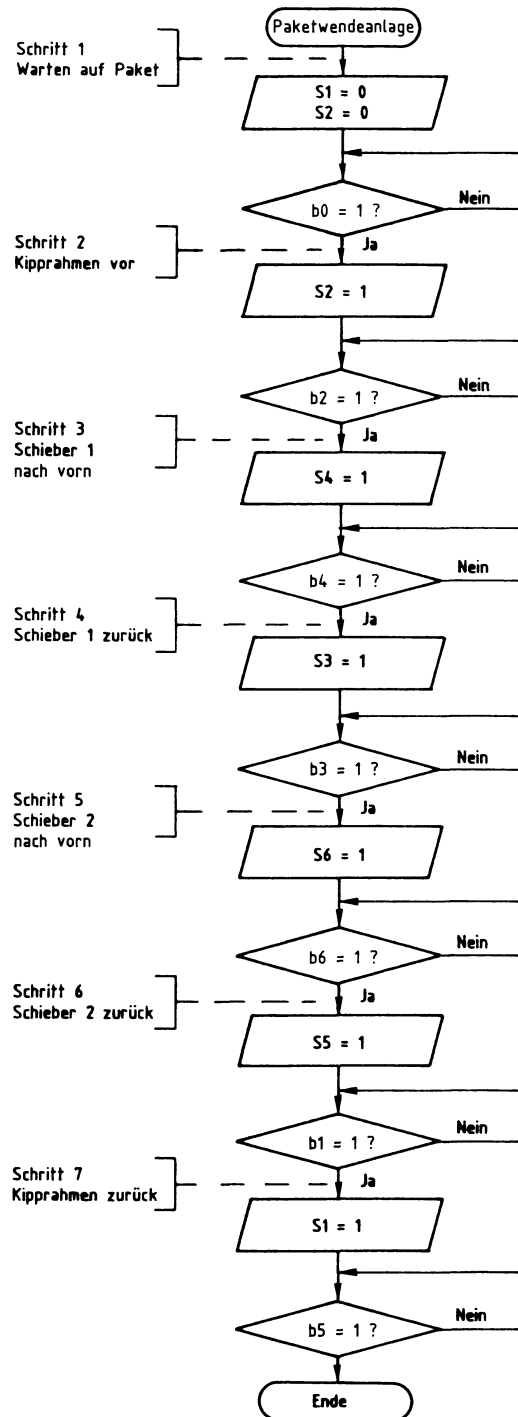 Paketwendeanlage
Schritt 1
Warten auf Paket
S1 = 0
S2 = 0
b0 = 1 ?
Nein
Ja
Schritt 2
Kipprahmen vor
S2 = 1
b2 = 1 ?
Nein
Ja
Schritt 3
Schieber 1
nach vorn
S4 = 1
b4 = 1 ?
Nein
Ja
Schritt 4
Schieber 1 zurück
S3 = 1
b3 = 1 ?
Nein
Ja
Schritt 5
Schieber 2
nach vorn
S6 = 1
b6 = 1 ?
Nein
Ja
Schritt 6
Schieber 2 zurück
S5 = 1
b1 = 1 ?
Nein
Ja
Schritt 7
Kipprahmen zurück
S1 = 1
b5 = 1 ?
Nein
Ende